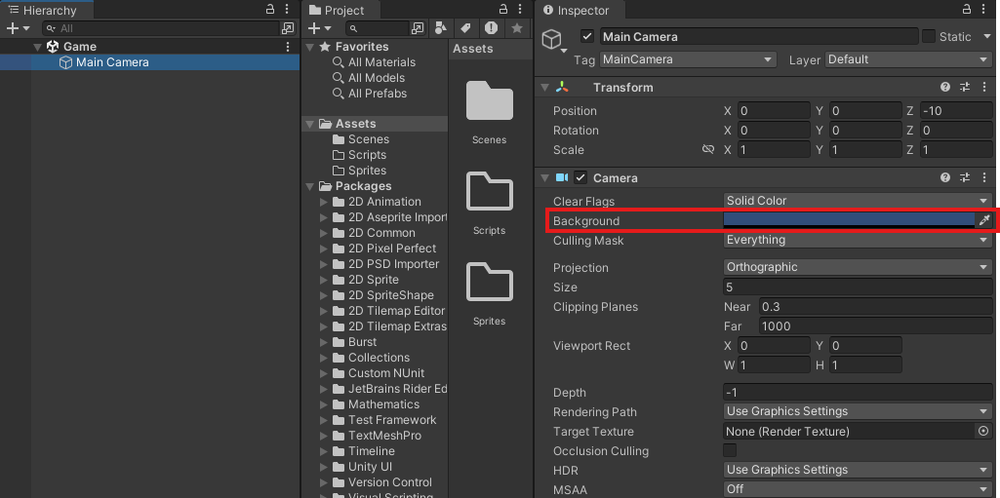 Hierarchy
All
Game
Main Camera
Project
Favorites
All Materials
All Models
All Prefabs
Assets
Scenes
Scripts
Sprites
Packages
2D Animation
2D Aseprite Import
2D Common
2D Pixel Perfect
2D PSD Importer
2D Sprite
2D SpriteShape
2D Tilemap Editor
2D Tilemap Extras
Burst
Collections
Custom NUnit
JetBrains Rider Ed
Mathematics
Test Framework
TextMeshPro
Timeline
Unity UI
Version Control
Visual Scripting
Assets
Scenes
Scripts
Sprites
Inspector
Main Camera Static
Tag MainCamera Layer Default
Transform
Position X 0 Y 0 Z -10
Rotation X 0 Y 0 Z 0
Scale X 1 Y 1 Z 1
Camera
Clear Flags Solid Color
Background
Culling Mask Everything
Projection Orthographic
Size 5
Clipping Planes Near 0.3
Far 1000
Viewport Rect X 0 Y 0
W 1 H 1
Depth -1
Rendering Path Use Graphics Settings
Target Texture None (Render Texture)
Occlusion Culling
HDR Use Graphics Settings
MSAA Off